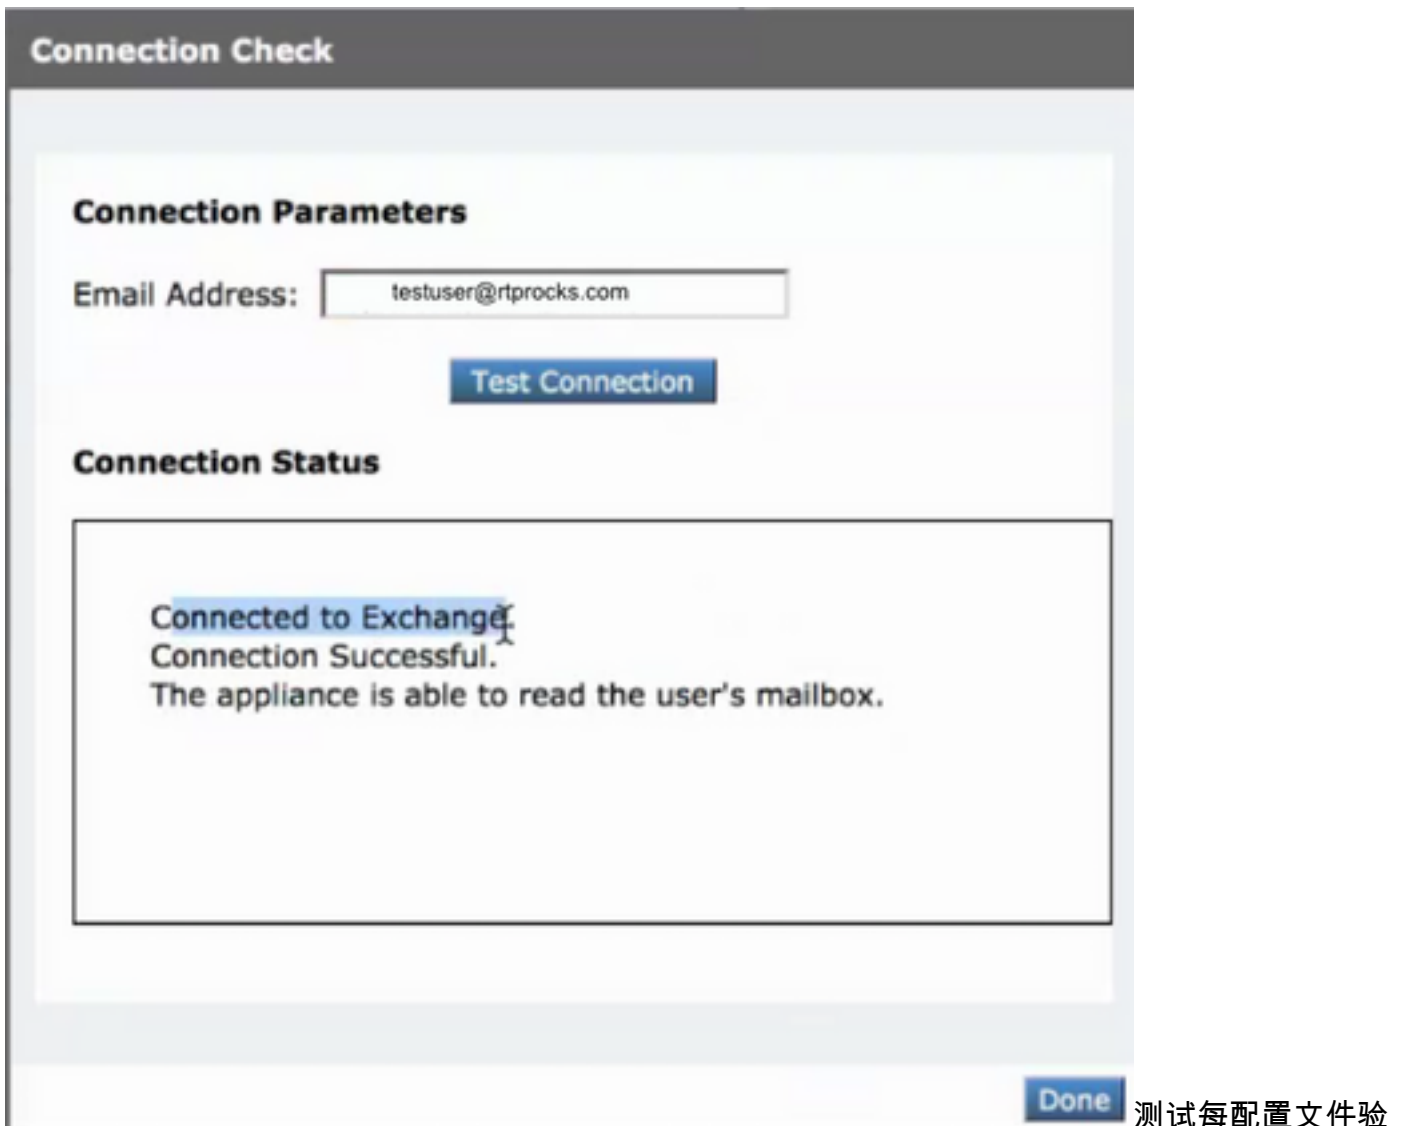 Connection Check
Connection Parameters
Email Address: testuser@rtprocks.com
Test Connection
Connection Status
Connected to Exchange.
Connection Successful.
The appliance is able to read the user's mailbox.
Done
测试每配置文件验